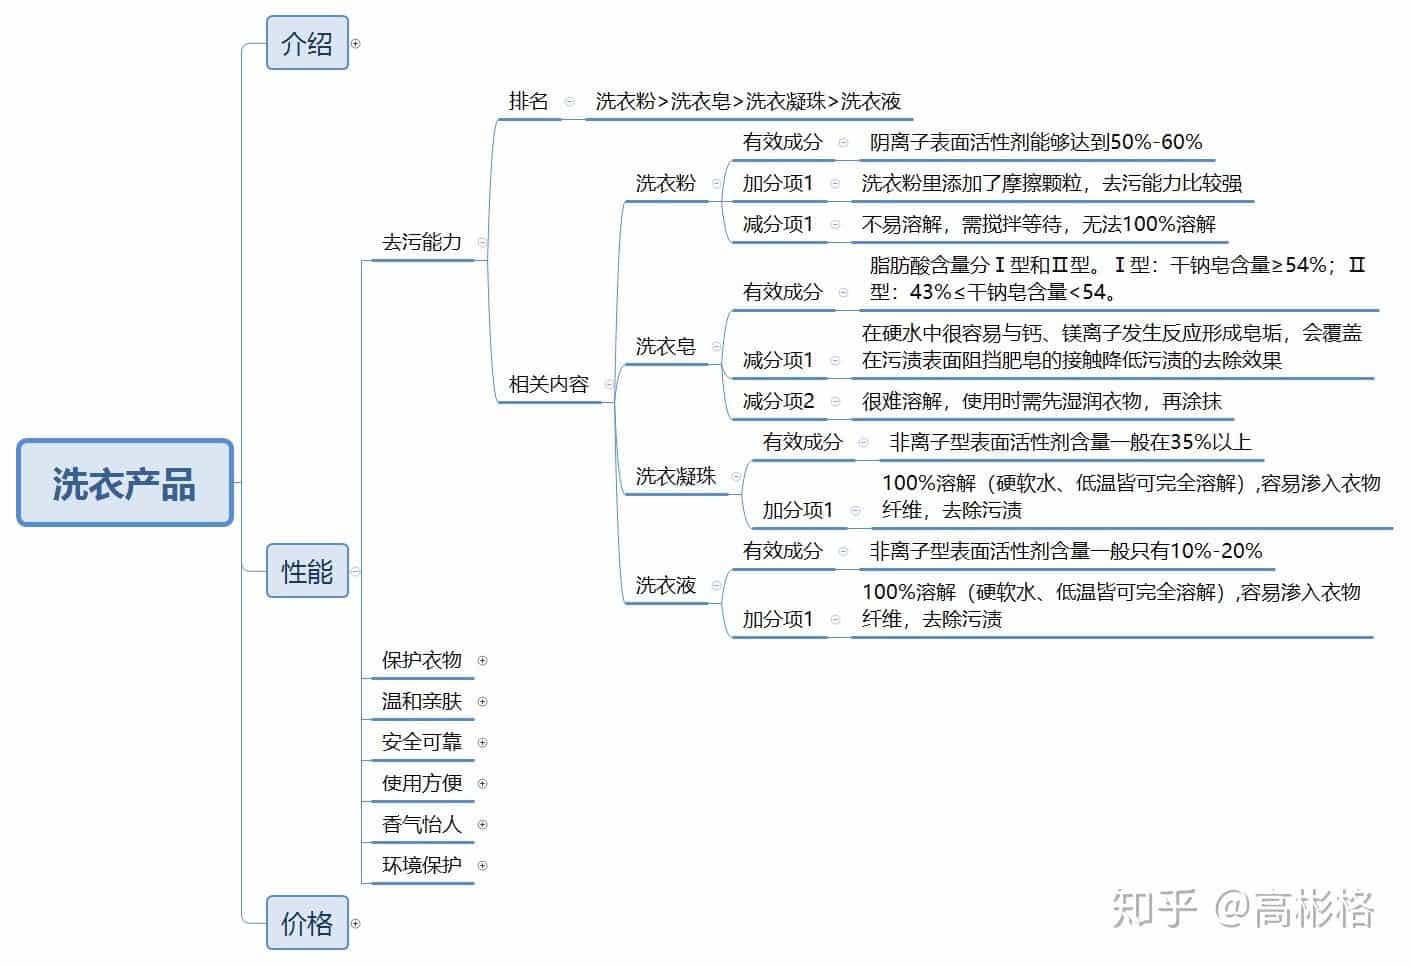 介绍
排名
洗衣粉>洗衣皂>洗衣凝珠>洗衣液
有效成分
阴离子表面活性剂能够达到50%-60%
洗衣粉
加分项1
洗衣粉里添加了摩擦颗粒，去污能力比较强
减分项1
不易溶解，需搅拌等待，无法100%溶解
去污能力
有效成分
脂肪酸含量分Ⅰ型和Ⅱ型。Ⅰ型：干钠皂含量≥54%；Ⅱ
型：43%≤干钠皂含量<54。
洗衣皂
减分项1
在硬水中很容易与钙、镁离子发生反应形成皂垢，会覆盖
在污渍表面阻挡肥皂的接触降低污渍的去除效果
相关内容
减分项2
很难溶解，使用时需先湿润衣物，再涂抹
有效成分
非离子型表面活性剂含量一般在35%以上
洗衣凝珠
加分项1
100%溶解（硬软水、低温皆可完全溶解）,容易渗入衣物
纤维，去除污渍
洗衣产品
有效成分
非离子型表面活性剂含量一般只有10%-20%
洗衣液
加分项1
100%溶解（硬软水、低温皆可完全溶解）,容易渗入衣物
纤维，去除污渍
性能
保护衣物
温和亲肤
安全可靠
使用方便
香气怡人
环境保护
价格
知乎 @高彬格